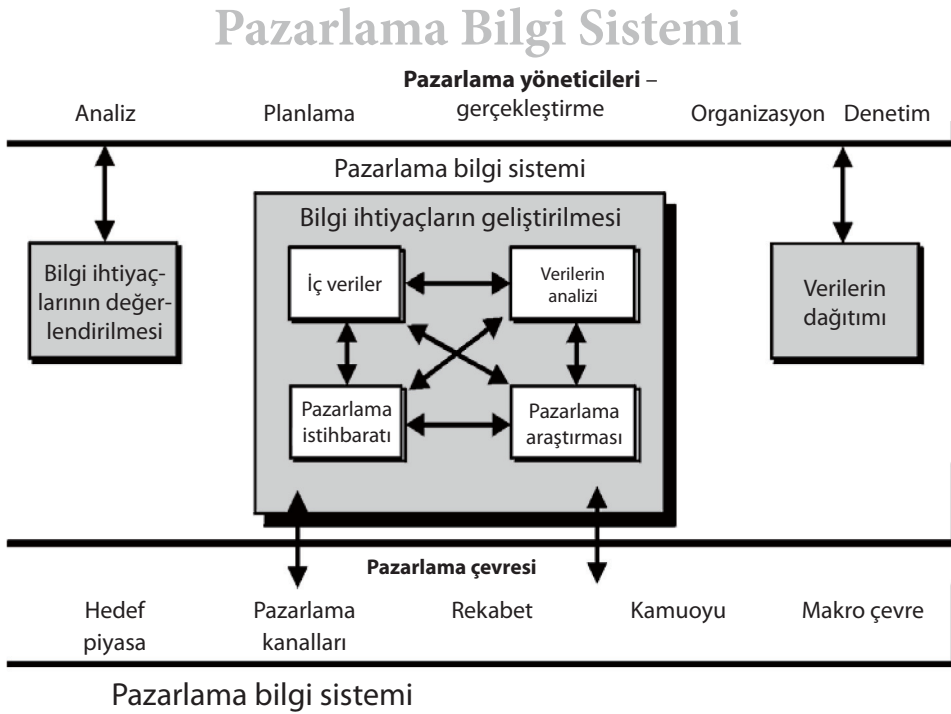 Pazarlama Bilgi Sistemi
Pazarlama yöneticileri –
Analiz Planlama gerçekleştirme Organizasyon Denetim
Pazarlama bilgi sistemi
Bilgi ihtiyaçların geliştirilmesi
Bilgi ihtiyaç-
larının değer-
lendirilmesi
İç veriler
Verilerin
analizi
Pazarlama
istihbaratı
Pazarlama
araştırması
Verilerin
dağıtımı
Pazarlama çevresi
Hedef
piyasa
Pazarlama
kanalları
Rekabet
Kamuoyu
Makro çevre
Pazarlama bilgi sistemi